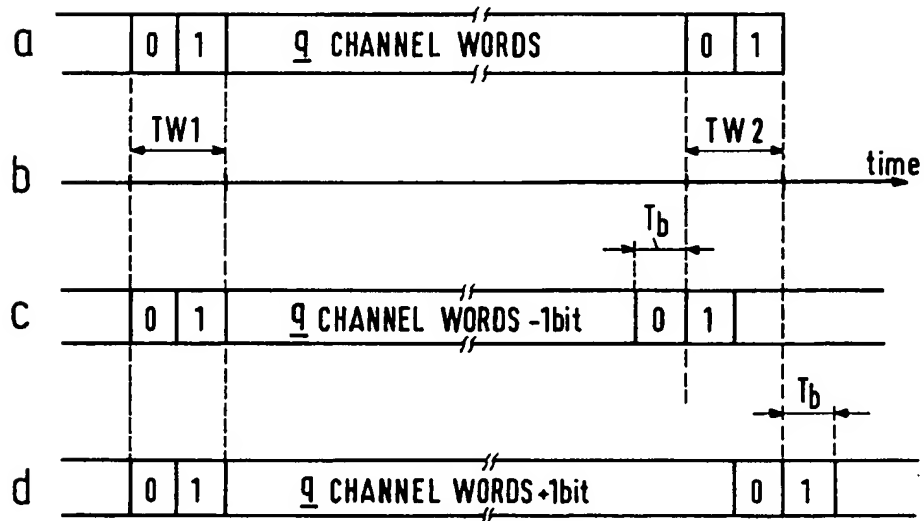 a 0 1 q CHANNEL WORDS 0 1
TW1 TW2
b time
Tb
c 0 1 q CHANNEL WORDS -1bit 0 1
Tb
d 0 1 q CHANNEL WORDS +1bit 0 1